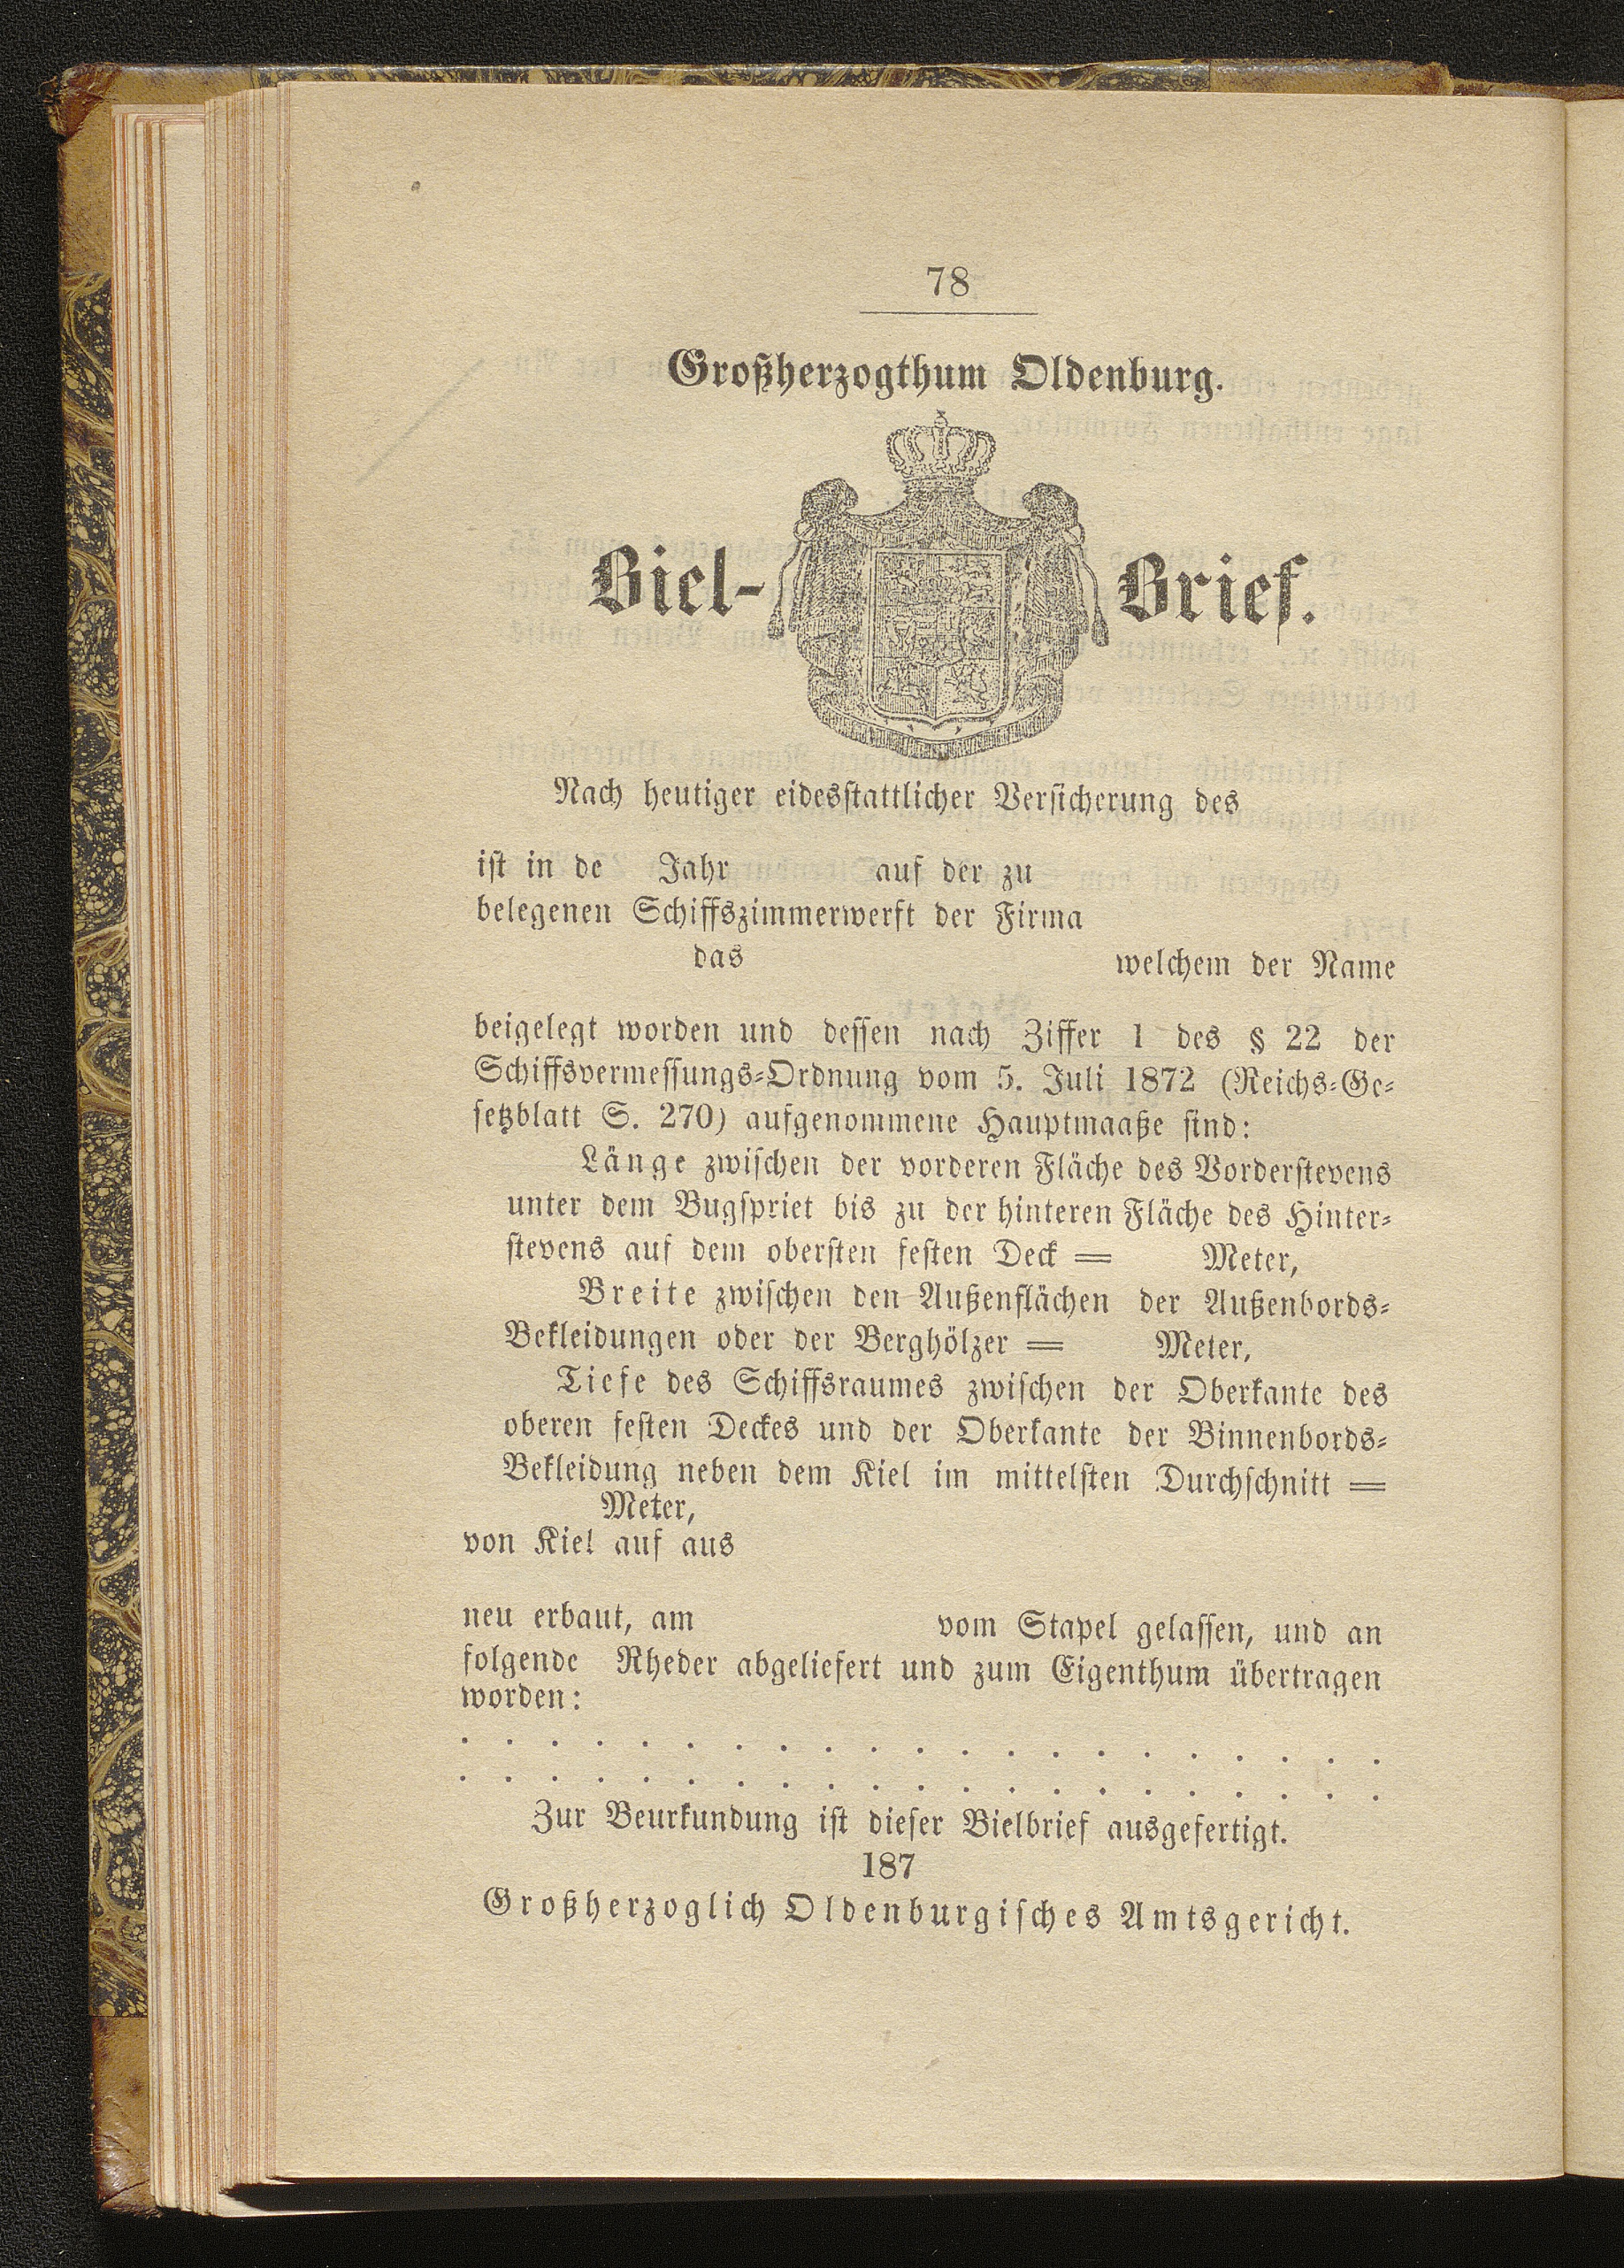 78
Großherzogthum Oldenburg.
Biel- Brief.
Nach heutiger eidesstattlicher Versicherung des
ist in de Jahr auf der zu
belegenen Schiffszimmerwerft der Firma
das welchem der Name
beigelegt worden und dessen nach Ziffer 1 des § 22 der
Schiffsvermessungs-Ordnung vom 5. Juli 1872 (Reichs-Ge-
setzblatt S. 270) aufgenommene Hauptmaaße sind:
Länge zwischen der vorderen Fläche des Vorderstevens
unter dem Bugspriet bis zu der hinteren Fläche des Hinter-
stevens auf dem obersten festen Deck = Meter,
Breite zwischen den Außenflächen der Außenbords-
Bekleidungen oder der Berghölzer = Meter,
Tiefe des Schiffsraumes zwischen der Oberkante des
oberen festen Deckes und der Oberkante der Binnenbords-
Bekleidung neben dem Kiel im mittelsten Durchschnitt =
Meter,
von Kiel auf aus
neu erbaut, am vom Stapel gelassen, und an
folgende Rheder abgeliefert und zum Eigenthum übertragen
worden:
. . . . . . . . . . . . . . . . . . . . .
. . . . . . . . . . . . . . . . . . . . .
Zur Beurkundung ist dieser Bielbrief ausgefertigt.
187
Großherzoglich Oldenburgisches Amtsgericht.